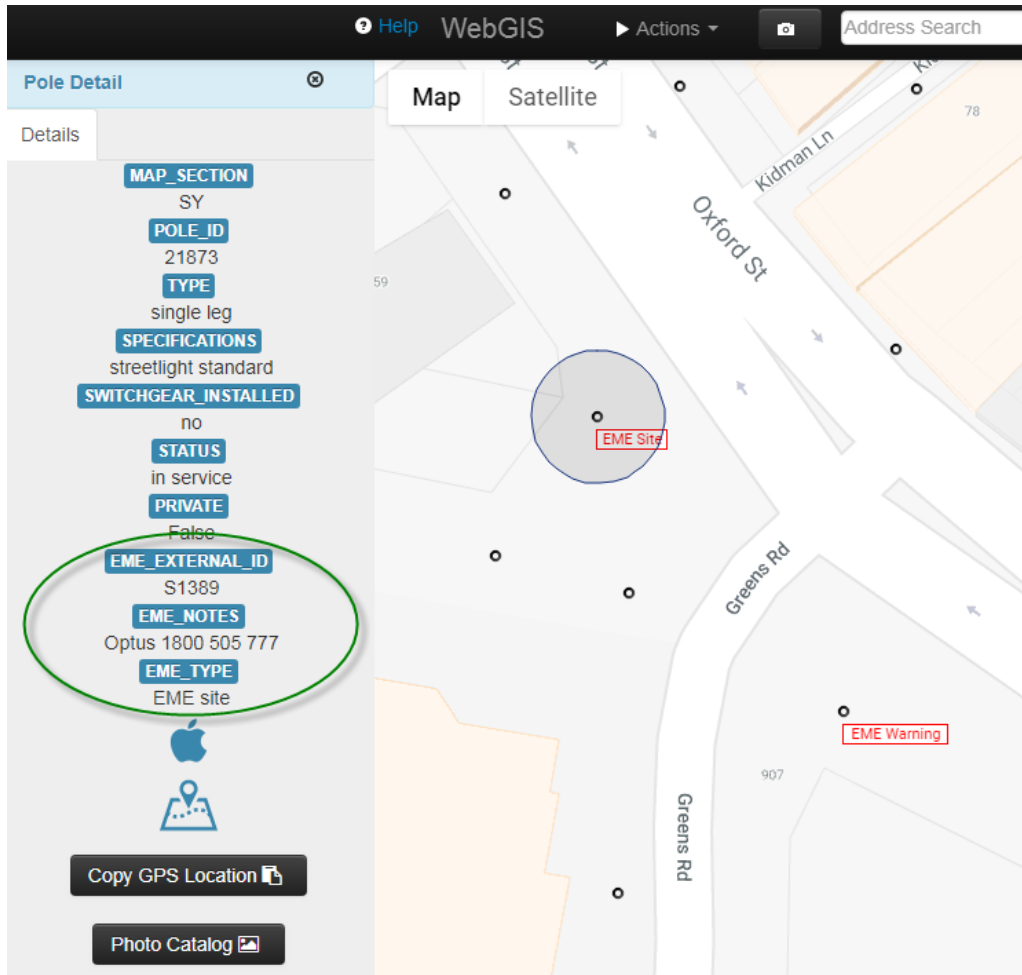 Help WebGIS Actions Address Search
Pole Detail
Details
MAP_SECTION
SY
POLE_ID
21873
TYPE
single leg
SPECIFICATIONS
streetlight standard
SWITCHGEAR_INSTALLED
no
STATUS
in service
PRIVATE
False
EME_EXTERNAL_ID
S1389
EME_NOTES
Optus 1800 505 777
EME_TYPE
EME site
Copy GPS Location
Photo Catalog
Map Satellite
78
Kidman Ln
Oxford St
59
EME Site
Greens Rd
EME Warning
907
Greens Rd